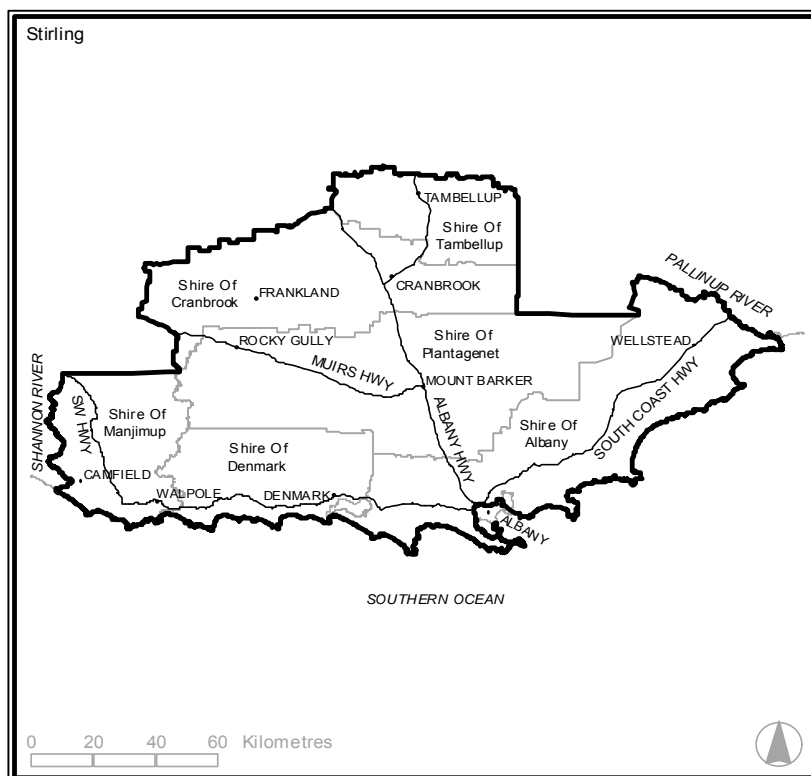 Stirling
TAMBELLUP
Shire Of
Tambellup
PALLINUP RIVER
Shire Of
Cranbrook
FRANKLAND
CRANBROOK
ROCKY GULLY
Shire Of
Plantagenet
WELLSTEAD
MUIRS HWY
MOUNT BARKER
SHANNON RIVER
SW HWY
Shire Of
Manjimup
ALBANY HWY
Shire Of
Albany
SOUTH COAST HWY
Shire Of
Denmark
CAMFIELD
WALPOLE
DENMARK
ALBANY
SOUTHERN OCEAN
0 20 40 60 Kilometres